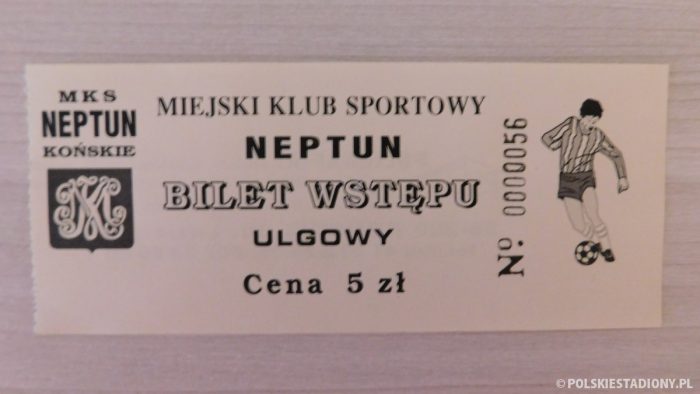 MKS
NEPTUN
KOŃSKIE
MIEJSKI KLUB SPORTOWY
NEPTUN
BILET WSTĘPU
ULGOWY
Cena 5 zł
Nº 0000056
© POLSKIESTADIONY.PL